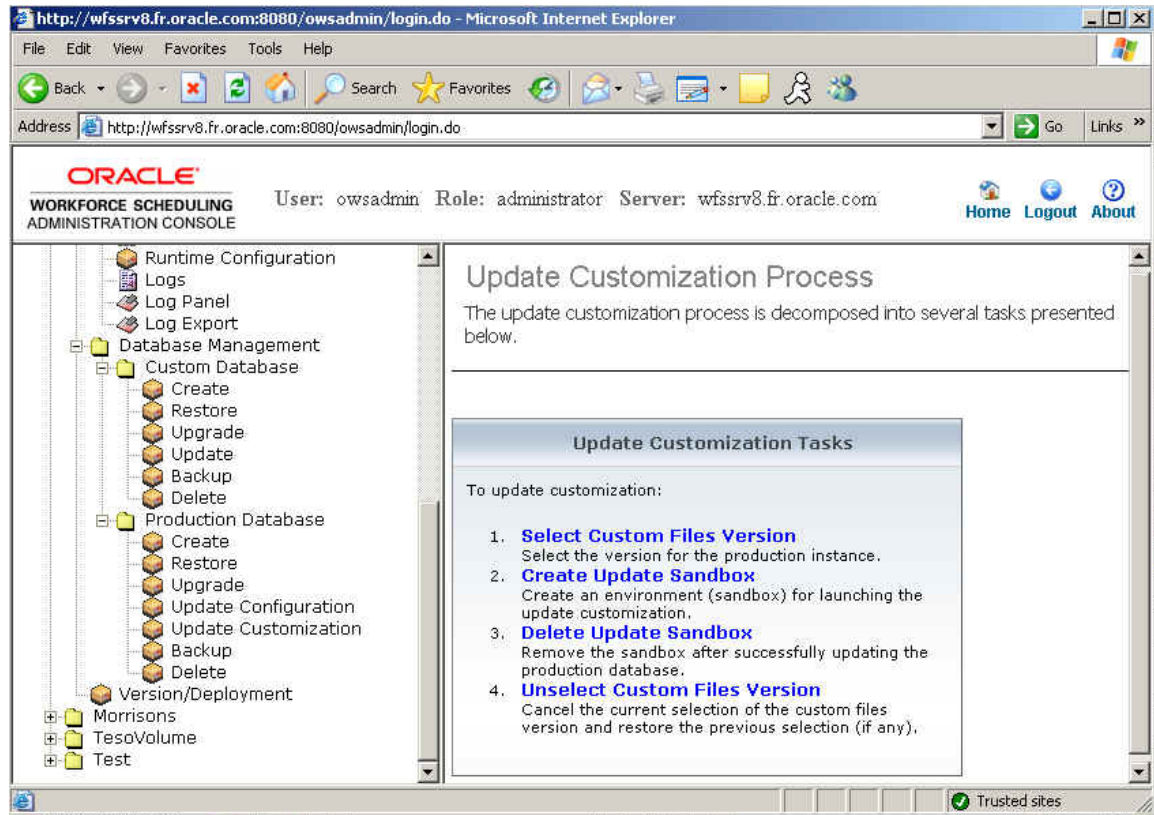 http://wfssrv8.fr.oracle.com:8080/owsadmin/login.do - Microsoft Internet Explorer
File Edit View Favorites Tools Help
Back Search Favorites
Address http://wfssrv8.fr.oracle.com:8080/owsadmin/login.do Go Links »
ORACLE
WORKFORCE SCHEDULING
ADMINISTRATION CONSOLE
User: owsadmin Role: administrator Server: wfssrv8.fr.oracle.com
Home Logout About
Runtime Configuration
Logs
Log Panel
Log Export
Database Management
Custom Database
Create
Restore
Upgrade
Update
Backup
Delete
Production Database
Create
Restore
Upgrade
Update Configuration
Update Customization
Backup
Delete
Version/Deployment
Morrisons
TesoVolume
Test
Update Customization Process
The update customization process is decomposed into several tasks presented
below.
Update Customization Tasks
To update customization:
1. Select Custom Files Version
Select the version for the production instance.
2. Create Update Sandbox
Create an environment (sandbox) for launching the
update customization.
3. Delete Update Sandbox
Remove the sandbox after successfully updating the
production database.
4. Unselect Custom Files Version
Cancel the current selection of the custom files
version and restore the previous selection (if any).
Trusted sites